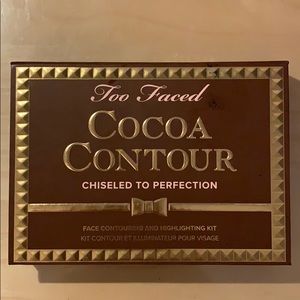 Too Faced
COCOA
CONTOUR
CHISELED TO PERFECTION
FACE CONTOURING AND HIGHLIGHTING KIT
KIT CONTOUR ET ILLUMINATEUR POUR VISAGE